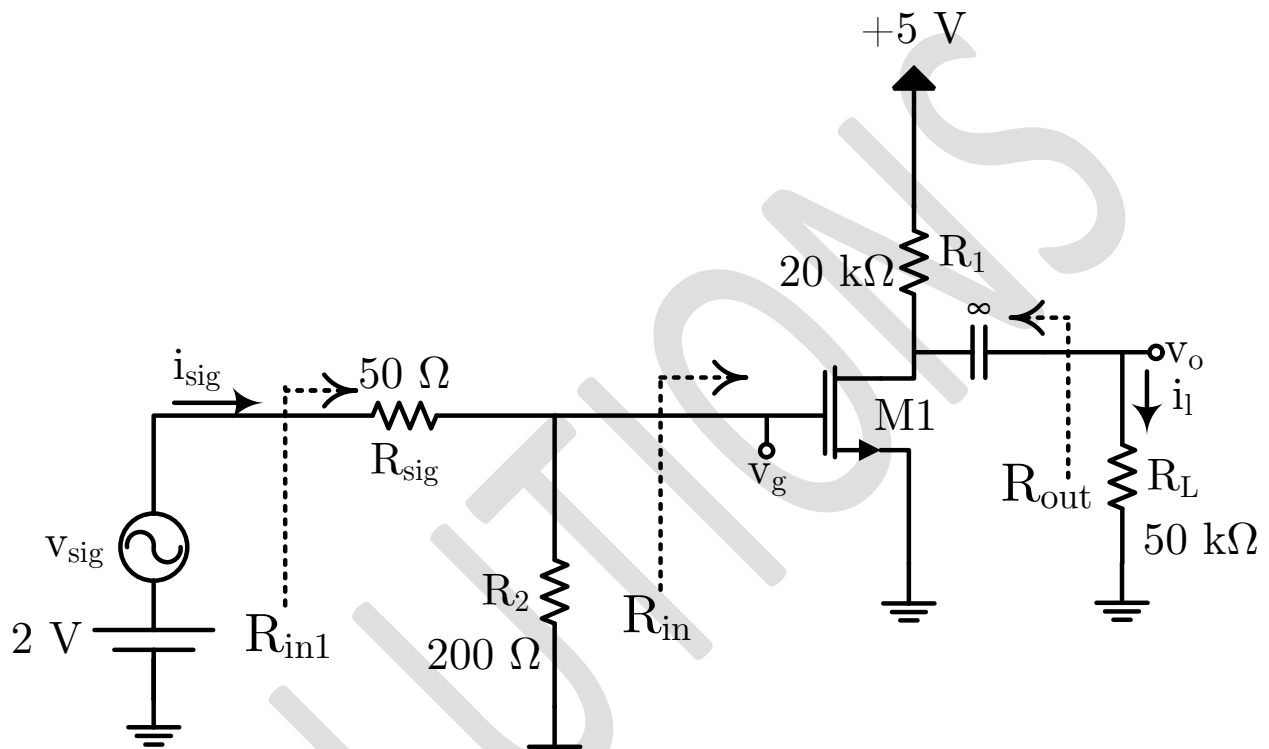 +5 V
R1
20 kΩ
∞
vo
isig
50 Ω
il
M1
Rsig
vg
Rout
RL
vsig
50 kΩ
R2
Rin
2 V
Rin1
200 Ω
UTIONS